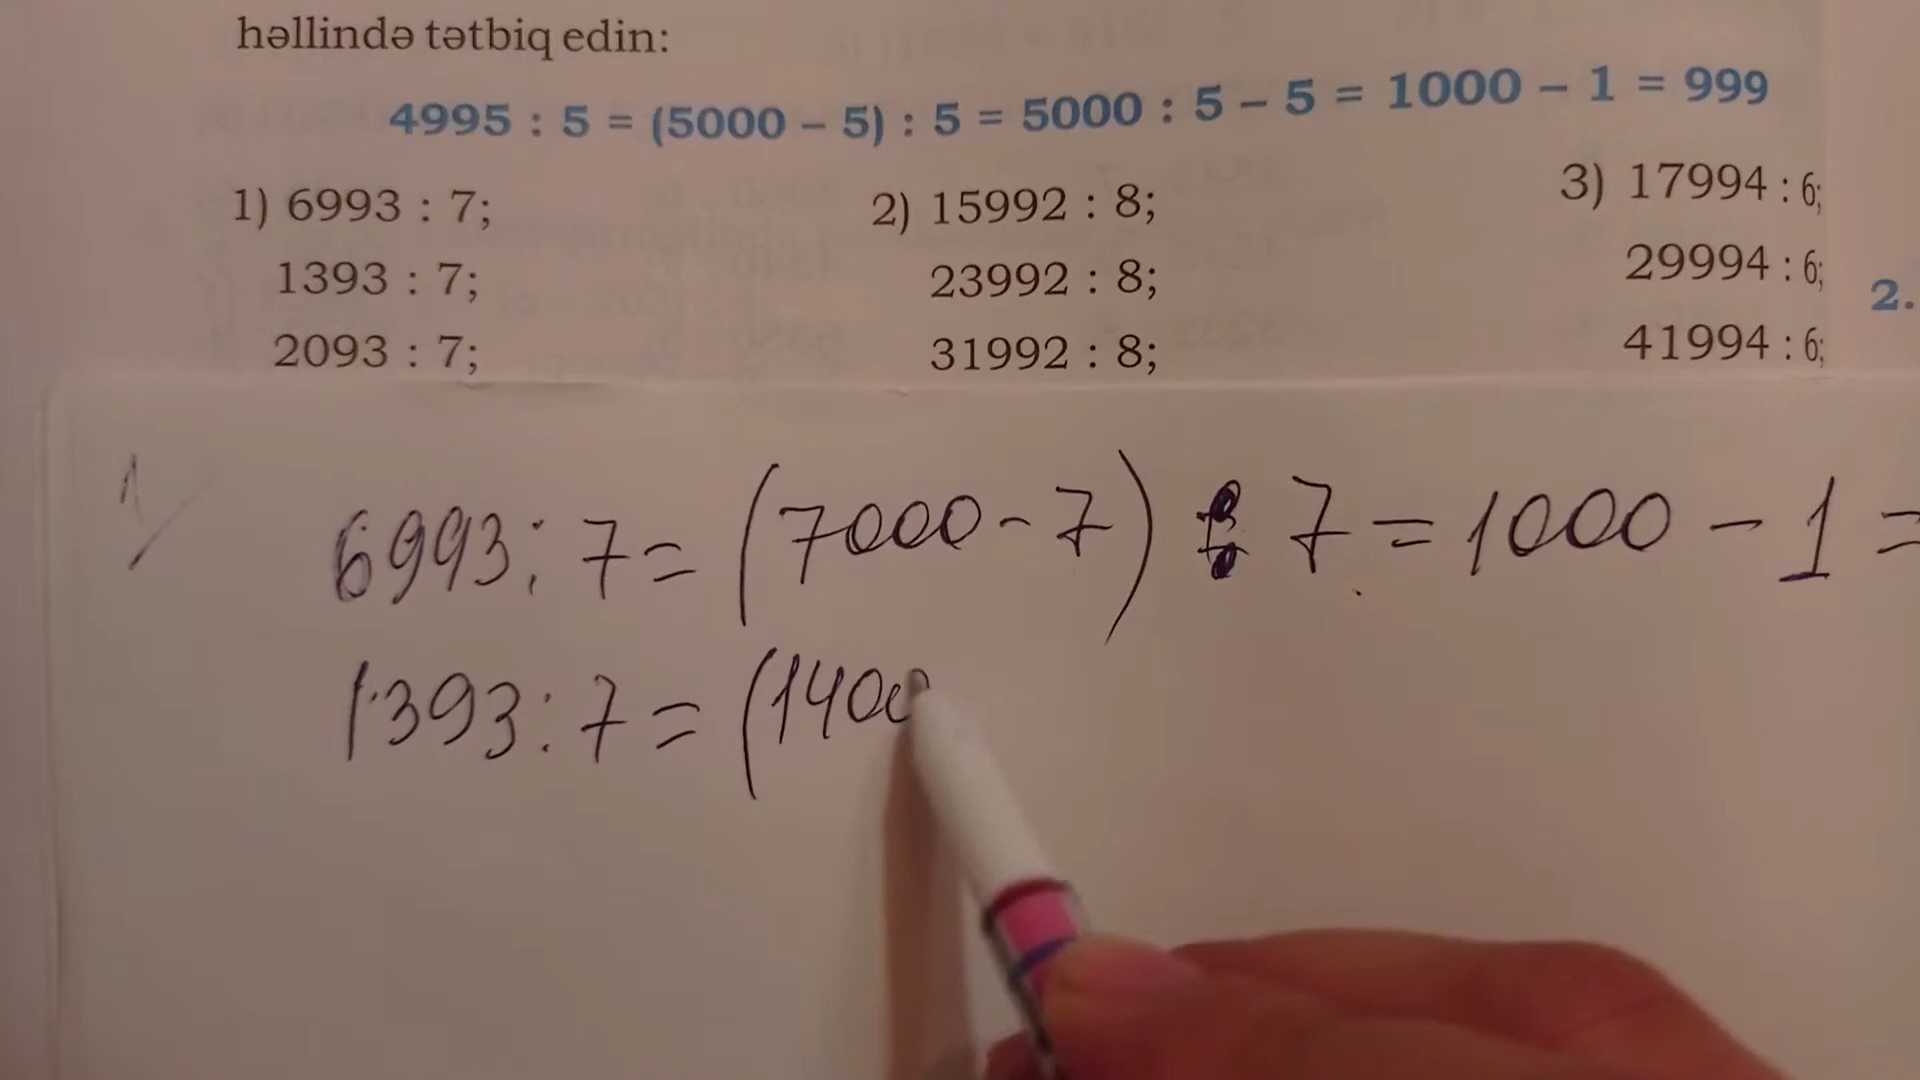 həllində tətbiq edin:
4995 : 5 = (5000 – 5) : 5 = 5000 : 5 – 5 = 1000 – 1 = 999
1) 6993 : 7; 2) 15992 : 8; 3) 17994 : 6;
1393 : 7; 23992 : 8; 29994 : 6;
2.
2093 : 7; 31992 : 8; 41994 : 6;
1/
6993 : 7 = (7000 - 7) : 7 = 1000 - 1 =
1393 : 7 = (1400